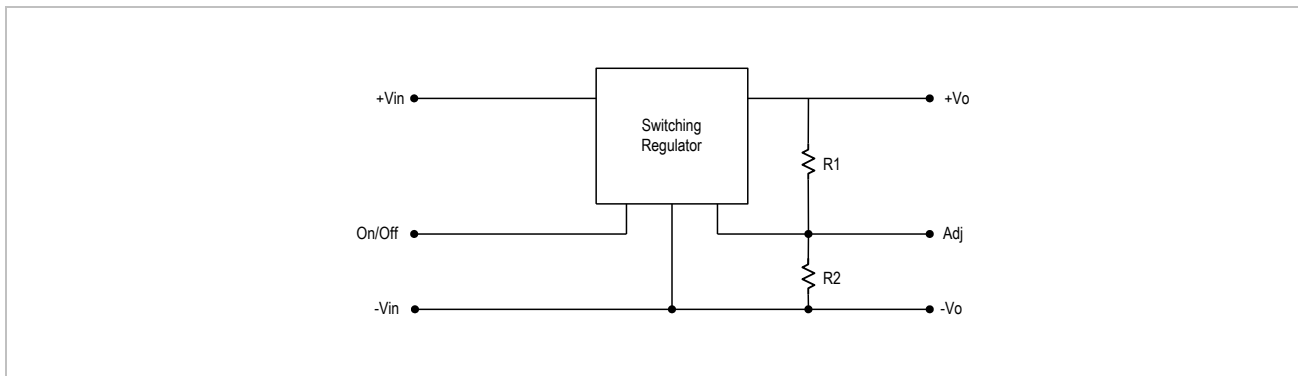 +Vin
Switching
Regulator
+Vo
R1
On/Off
Adj
R2
-Vin
-Vo